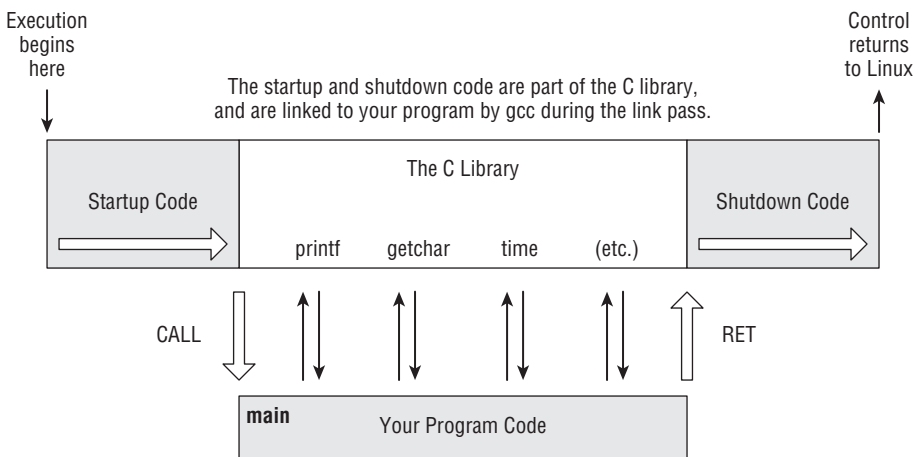 Execution
begins
here
Control
returns
to Linux
The startup and shutdown code are part of the C library,
and are linked to your program by gcc during the link pass.
The C Library
Startup Code
Shutdown Code
printf getchar time (etc.)
CALL
RET
main
Your Program Code